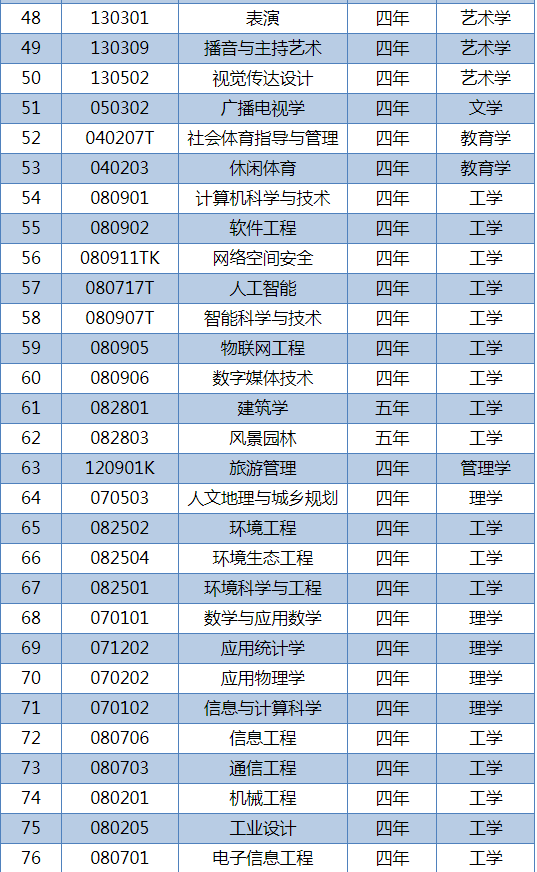 48 130301 表演 四年 艺术学
49 130309 播音与主持艺术 四年 艺术学
50 130502 视觉传达设计 四年 艺术学
51 050302 广播电视学 四年 文学
52 040207T 社会体育指导与管理 四年 教育学
53 040203 休闲体育 四年 教育学
54 080901 计算机科学与技术 四年 工学
55 080902 软件工程 四年 工学
56 080911TK 网络空间安全 四年 工学
57 080717T 人工智能 四年 工学
58 080907T 智能科学与技术 四年 工学
59 080905 物联网工程 四年 工学
60 080906 数字媒体技术 四年 工学
61 082801 建筑学 五年 工学
62 082803 风景园林 五年 工学
63 120901K 旅游管理 四年 管理学
64 070503 人文地理与城乡规划 四年 理学
65 082502 环境工程 四年 工学
66 082504 环境生态工程 四年 工学
67 082501 环境科学与工程 四年 工学
68 070101 数学与应用数学 四年 理学
69 071202 应用统计学 四年 理学
70 070202 应用物理学 四年 理学
71 070102 信息与计算科学 四年 理学
72 080706 信息工程 四年 工学
73 080703 通信工程 四年 工学
74 080201 机械工程 四年 工学
75 080205 工业设计 四年 工学
76 080701 电子信息工程 四年 工学